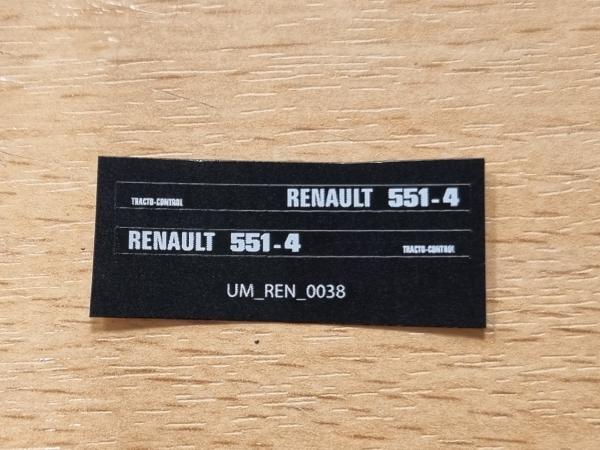 TRACTO-CONTROL RENAULT 551-4
RENAULT 551-4 TRACTO-CONTROL
UM_REN_0038